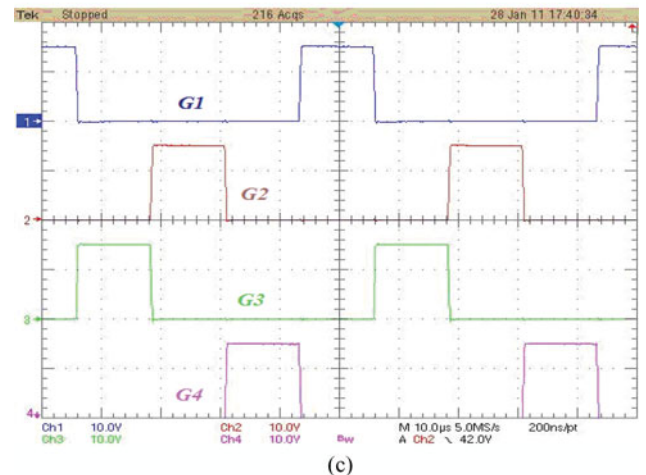 Tek Stopped 216 Acqs 28 Jan 11 17:40:34
G1
1
G2
2
G3
3
G4
4
Ch1 10.0V Ch2 10.0V M 10.0µs 5.0MS/s 200ns/pt
Ch3 10.0V Ch4 10.0V BW A Ch2 42.0V
(c)